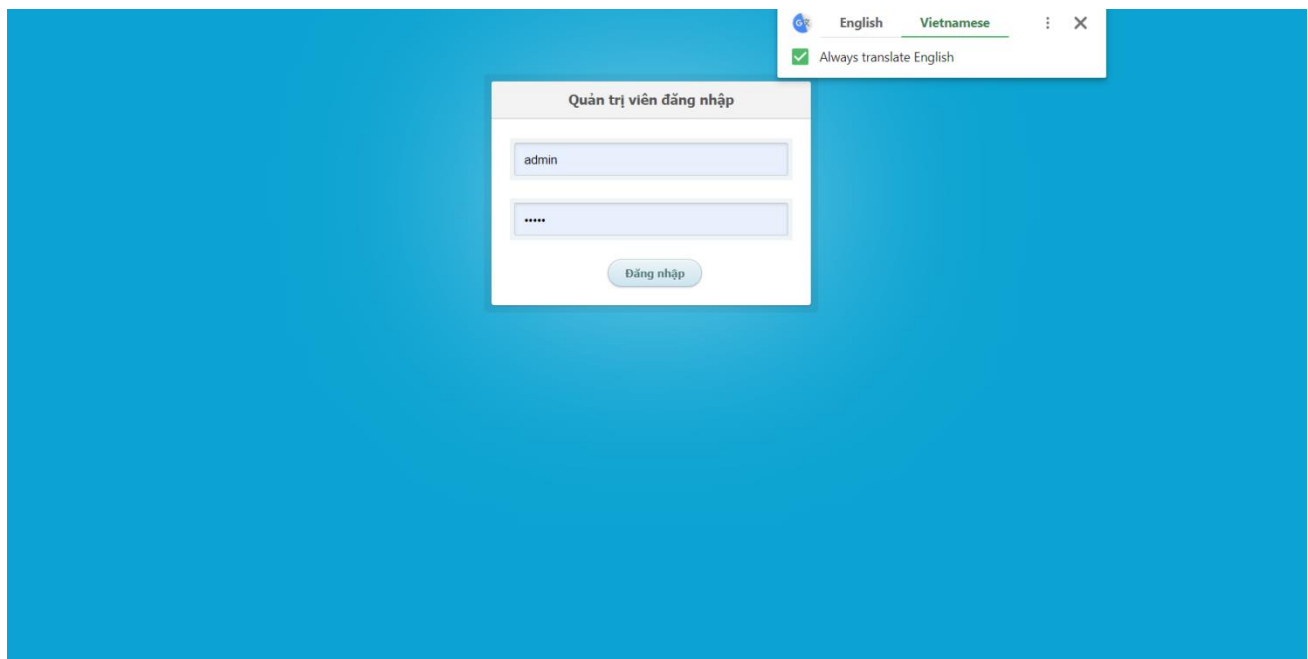 English Vietnamese
Always translate English
Quản trị viên đăng nhập
admin
•••••
Đăng nhập